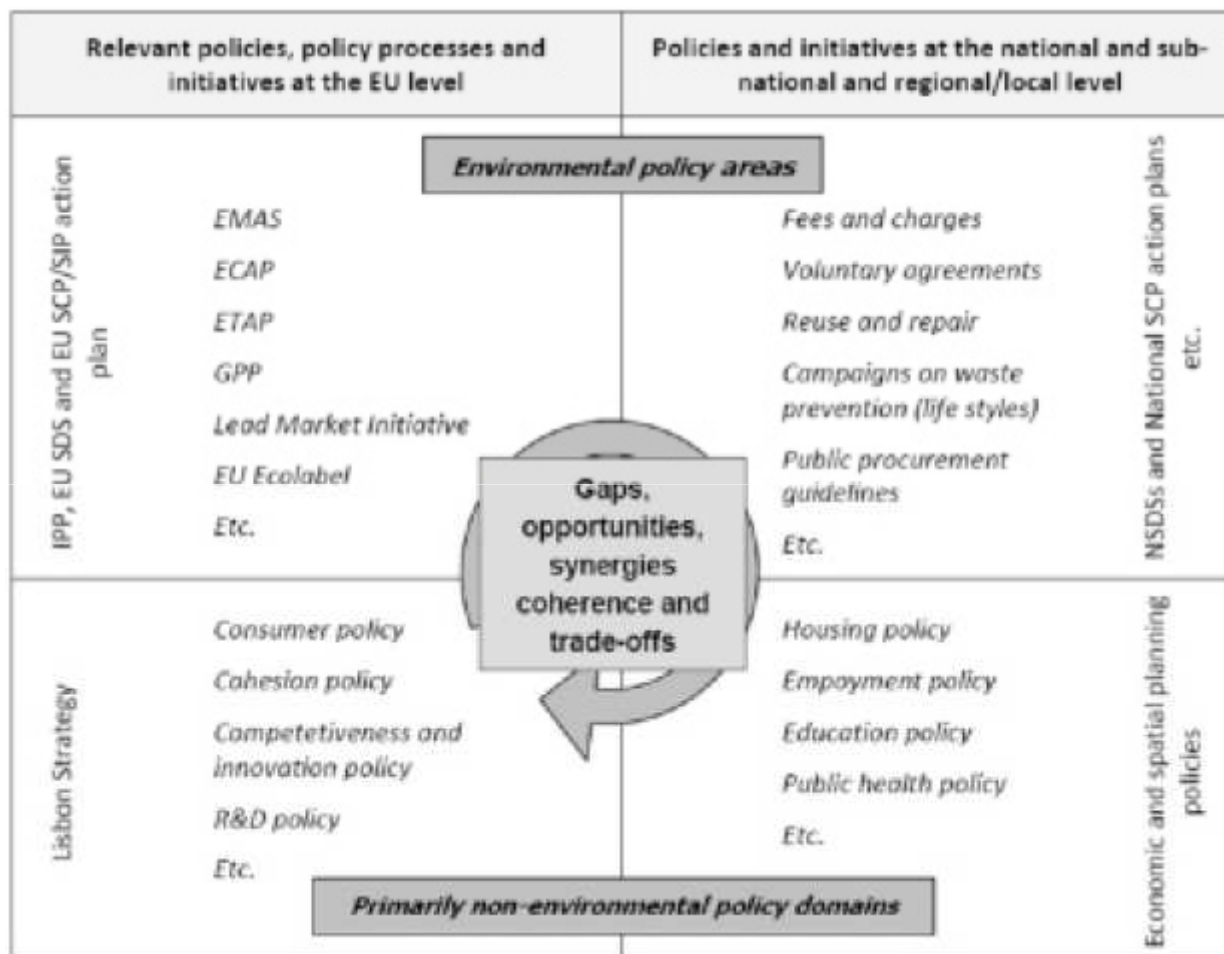 Relevant policies, policy processes and
initiatives at the EU level
Policies and initiatives at the national and sub-
national and regional/local level
Environmental policy areas
IPP, EU SDS and EU SCP/SIP action
plan
EMAS
ECAP
ETAP
GPP
Lead Market Initiative
EU Ecolabel
Etc.
Fees and charges
Voluntary agreements
Reuse and repair
Campaigns on waste
prevention (life styles)
Public procurement
guidelines
Etc.
NSDSs and National SCP action plans
etc.
Gaps,
opportunities,
synergies
coherence and
trade-offs
Lisbon Strategy
Consumer policy
Cohesion policy
Competetiveness and
innovation policy
R&D policy
Etc.
Housing policy
Empoyment policy
Education policy
Public health policy
Etc.
Economic and spatial planning
policies
Primarily non-environmental policy domains